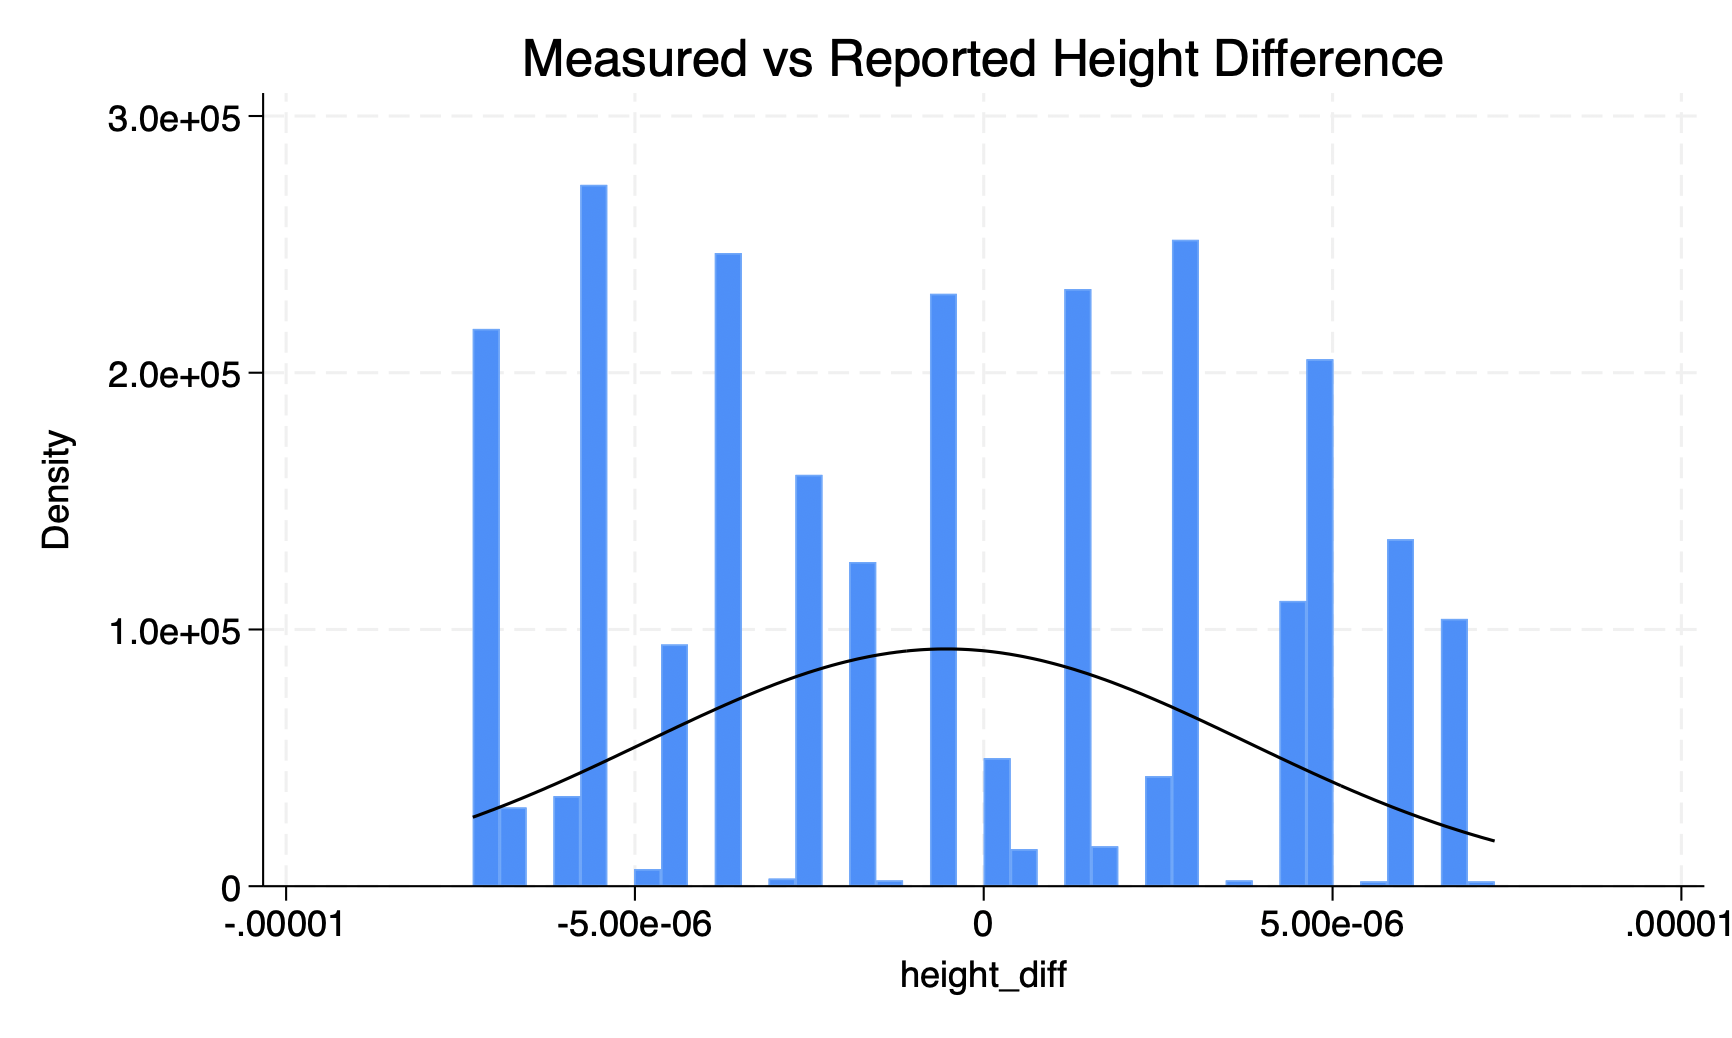 Measured vs Reported Height Difference
3.0e+05
2.0e+05
1.0e+05
0
Density
-.00001
-5.00e-06
0
5.00e-06
.00001
height_diff